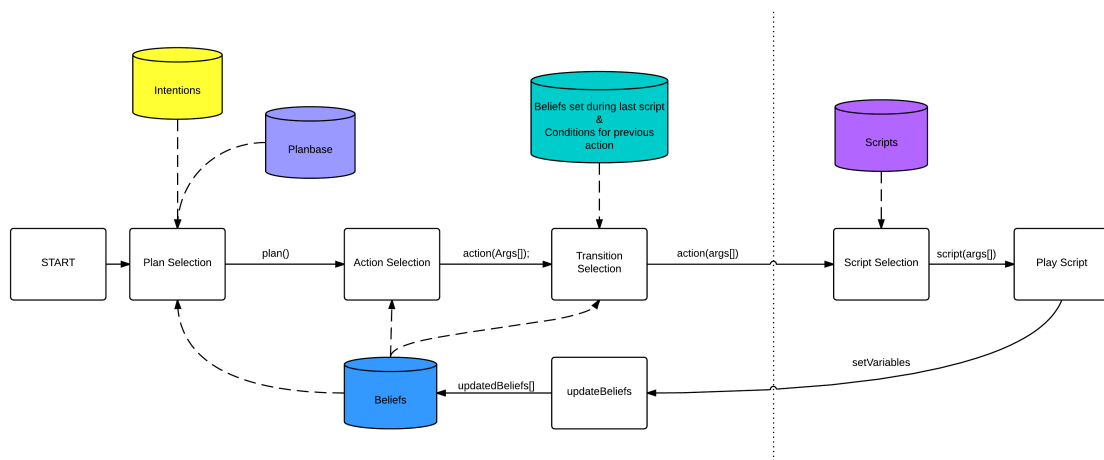 Intentions
Planbase
Beliefs set during last script
&
Conditions for previous
action
Scripts
START
Plan Selection
plan()
Action Selection
action(Args[]);
Transition
Selection
action(args[])
Script Selection
script(args[])
Play Script
setVariables
Beliefs
updatedBeliefs[]
updateBeliefs